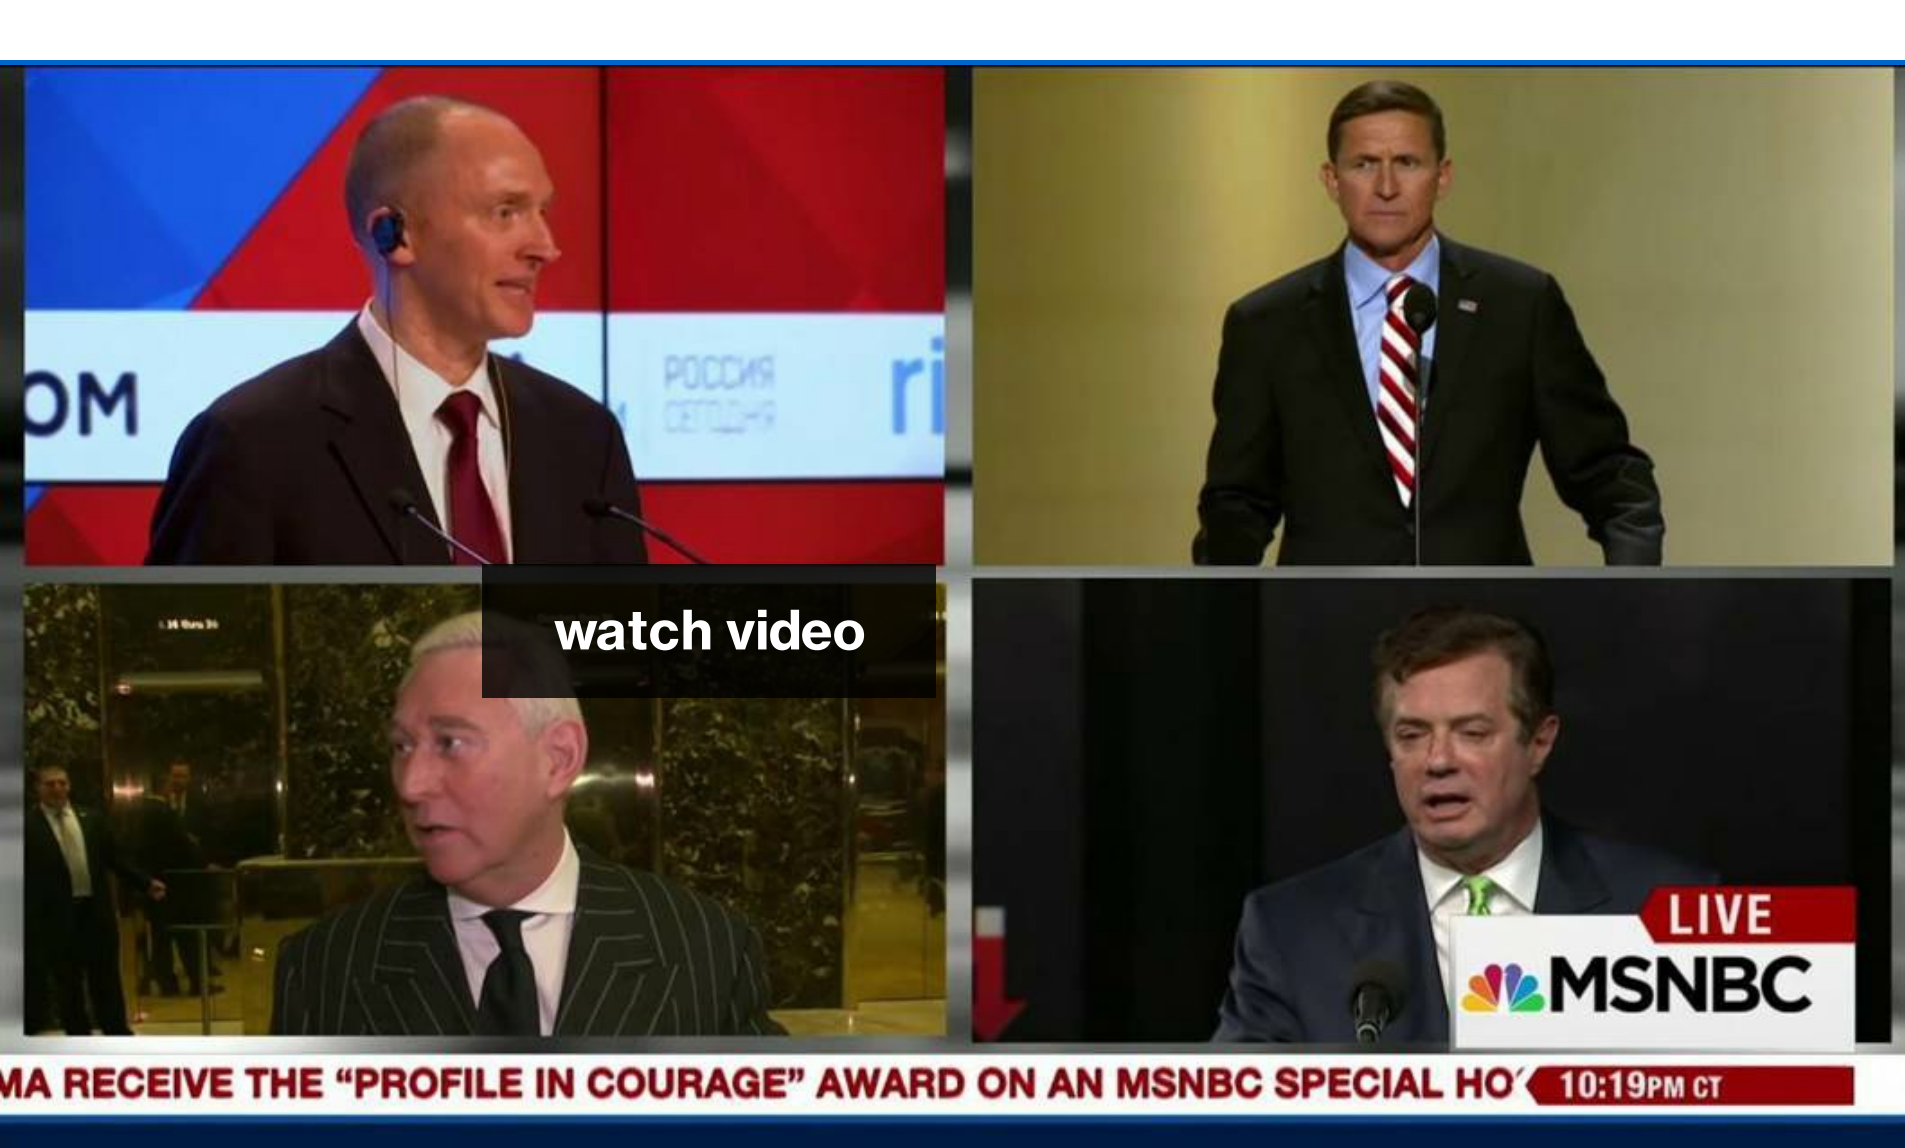 OM
РОССИЯ
СЕГОДНЯ
ri
watch video
LIVE
MSNBC
MA RECEIVE THE “PROFILE IN COURAGE” AWARD ON AN MSNBC SPECIAL HO
10:19PM CT